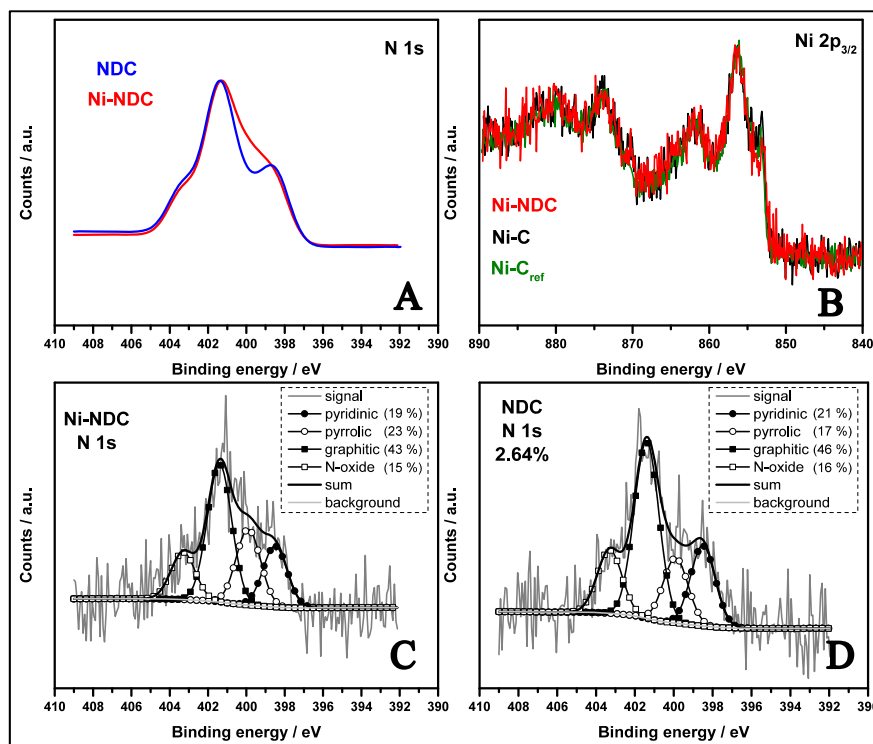 N 1s
NDC
Ni-NDC
Counts / a.u.
A
410 408 406 404 402 400 398 396 394 392 390
Binding energy / eV
Ni 2p3/2
Counts / a.u.
Ni-NDC
Ni-C
Ni-Cref
B
890 880 870 860 850 840
Binding energy / eV
Ni-NDC
N 1s
signal
pyridinic (19 %)
pyrrolic (23 %)
graphitic (43 %)
N-oxide (15 %)
sum
background
Counts / a.u.
C
410 408 406 404 402 400 398 396 394 392 390
Binding energy / eV
NDC
N 1s
2.64%
signal
pyridinic (21 %)
pyrrolic (17 %)
graphitic (46 %)
N-oxide (16 %)
sum
background
Counts / a.u.
D
410 408 406 404 402 400 398 396 394 392 390
Binding energy / eV